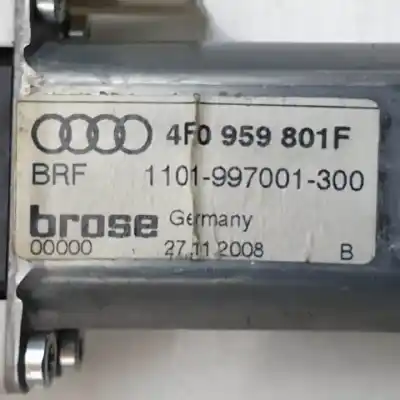 4F0 959 801F
BRF 1101-997001-300
brose Germany
00000 27.11.2008 B